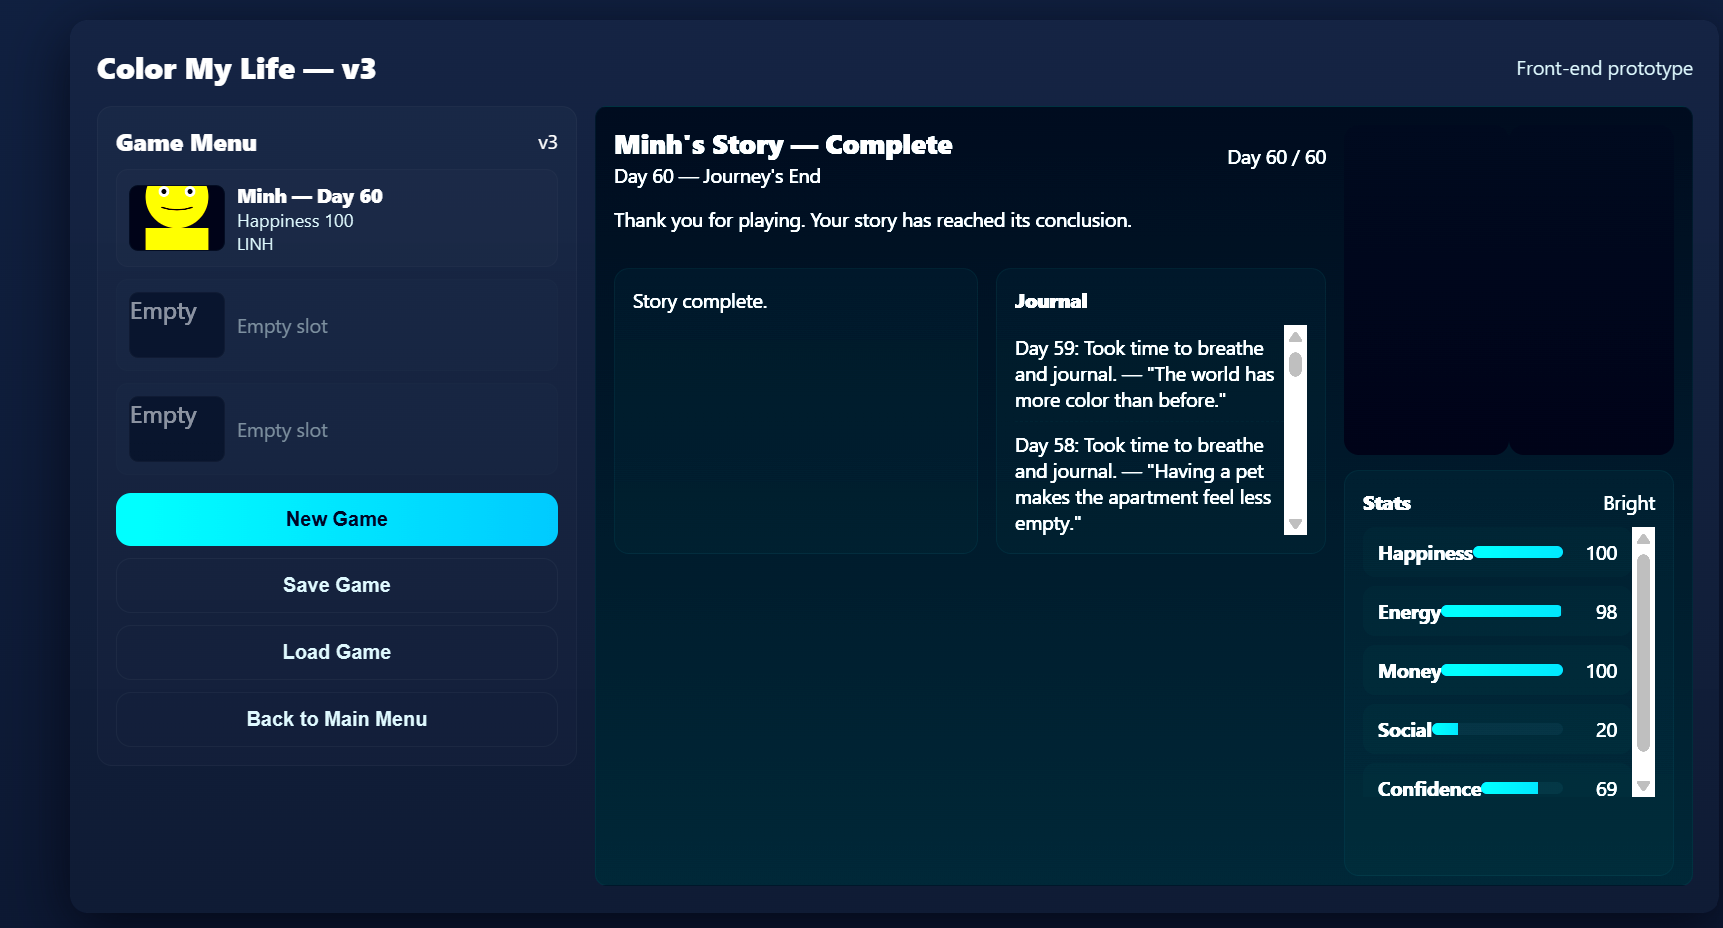 Color My Life — v3
Front-end prototype
Game Menu
v3
Minh — Day 60
Happiness 100
LINH
Empty
Empty slot
Empty
Empty slot
New Game
Save Game
Load Game
Back to Main Menu
Minh's Story — Complete
Day 60 / 60
Day 60 — Journey's End
Thank you for playing. Your story has reached its conclusion.
Story complete.
Journal
Day 59: Took time to breathe
and journal. — "The world has
more color than before."
Day 58: Took time to breathe
and journal. — "Having a pet
makes the apartment feel less
empty."
Stats
Bright
Happiness 100
Energy 98
Money 100
Social 20
Confidence 69